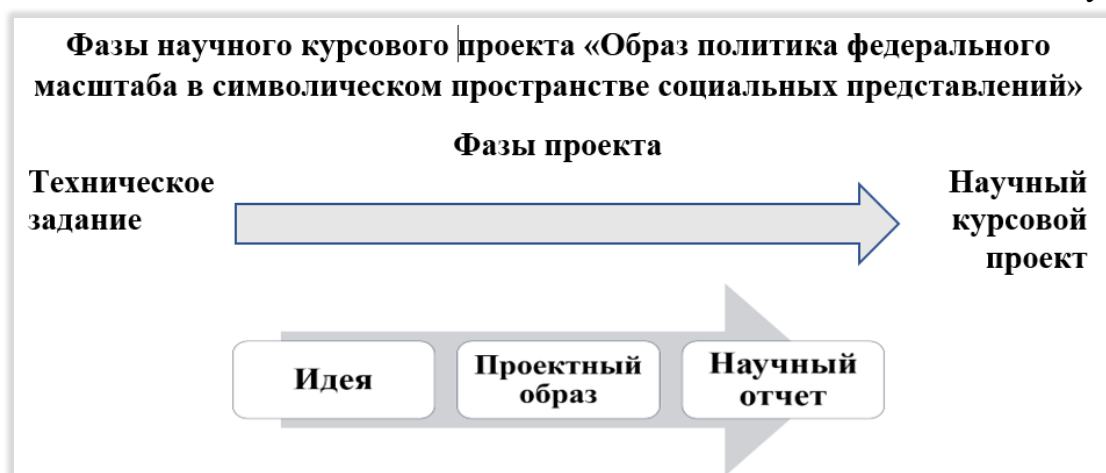 Фазы научного курсового проекта «Образ политика федерального
масштаба в символическом пространстве социальных представлений»
Фазы проекта
Техническое
задание
Научный
курсовой
проект
Идея
Проектный
образ
Научный
отчет